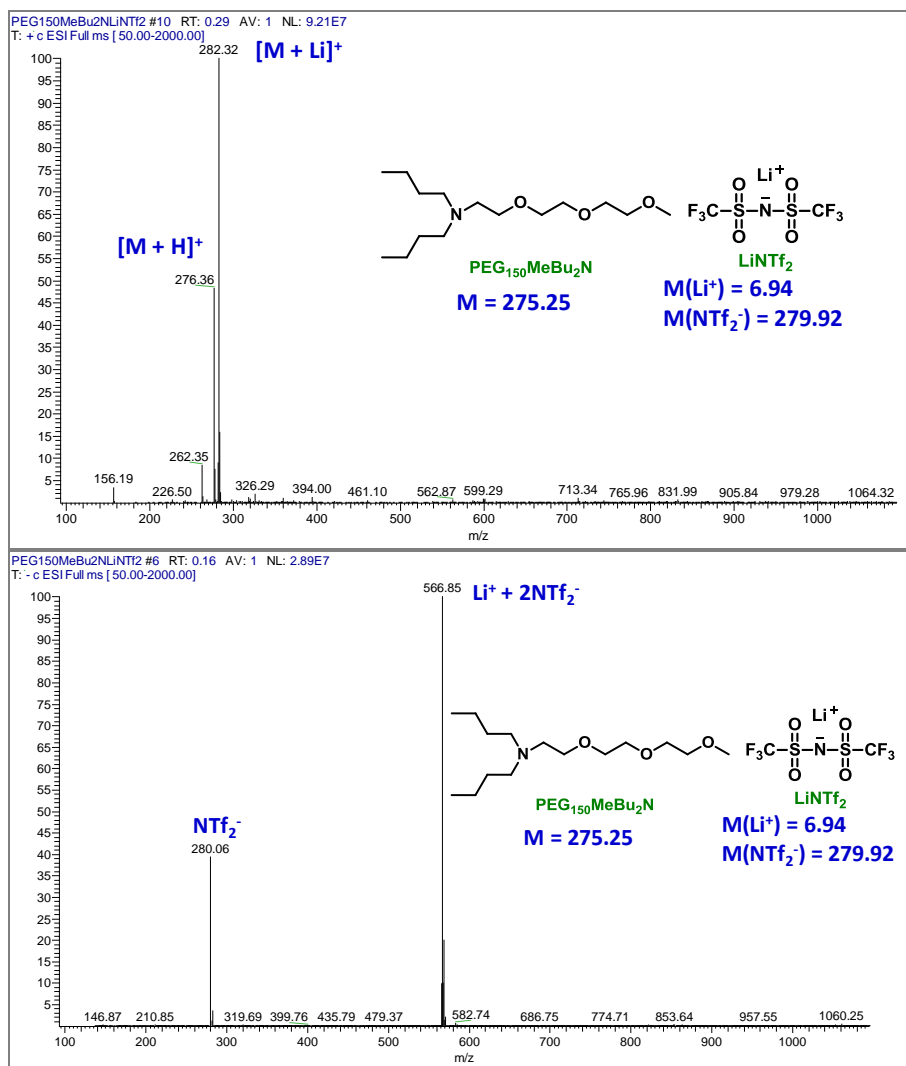 PEG150MeBu2NLiNTf2 #10 RT: 0.29 AV: 1 NL: 9.21E7
T: + c ESI Full ms [ 50.00-2000.00]
282.32
[M + Li]+
100
95
90
85
80
75
70
65
60
55
50
45
40
35
30
25
20
15
10
5
[M + H]+
276.36
262.35
156.19
226.50
326.29
394.00
461.10
562.87
599.29
713.34
765.96
831.99
905.84
979.28
1064.32
N
O
O
O
PEG150MeBu2N
M = 275.25
Li+
O O
F3C S N S CF3
O O
LiNTf2
M(Li+) = 6.94
M(NTf2-) = 279.92
100 200 300 400 500 600 700 800 900 1000
m/z
PEG150MeBu2NLiNTf2 #6 RT: 0.16 AV: 1 NL: 2.89E7
T: - c ESI Full ms [ 50.00-2000.00]
566.85
Li+ + 2NTf2-
100
95
90
85
80
75
70
65
60
55
50
45
40
35
30
25
20
15
10
5
NTf2-
280.06
146.87
210.85
319.69
399.76
435.79
479.37
582.74
686.75
774.71
853.64
957.55
1060.25
N
O
O
O
PEG150MeBu2N
M = 275.25
Li+
O O
F3C S N S CF3
O O
LiNTf2
M(Li+) = 6.94
M(NTf2-) = 279.92
100 200 300 400 500 600 700 800 900 1000
m/z